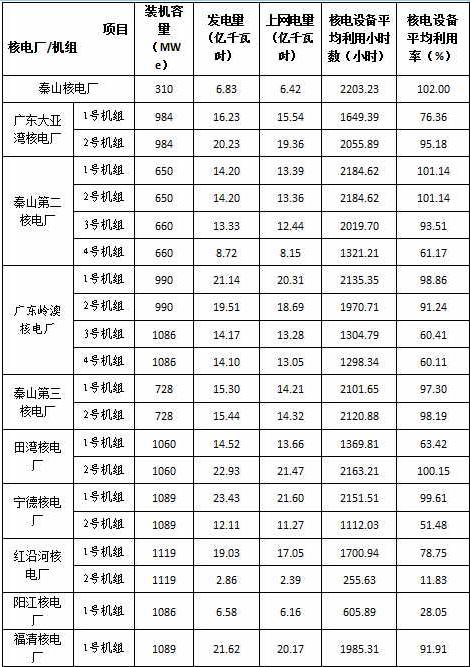 项目
核电厂/机组
装机容
量
（MW
e）
发电量
（亿千瓦
时）
上网电量
（亿千瓦
时）
核电设备平
均利用小时
数（小时）
核电设备
平均利用
率（%）
秦山核电厂 310 6.83 6.42 2203.23 102.00
广东大亚
湾核电厂
1号机组 984 16.23 15.54 1649.39 76.36
2号机组 984 20.23 19.36 2055.89 95.18
秦山第二
核电厂
1号机组 650 14.20 13.39 2184.62 101.14
2号机组 650 14.20 13.36 2184.62 101.14
3号机组 660 13.33 12.44 2019.70 93.51
4号机组 660 8.72 8.15 1321.21 61.17
广东岭澳
核电厂
1号机组 990 21.14 20.31 2135.35 98.86
2号机组 990 19.51 18.69 1970.71 91.24
3号机组 1086 14.17 13.28 1304.79 60.41
4号机组 1086 14.10 13.05 1298.34 60.11
秦山第三
核电厂
1号机组 728 15.30 14.21 2101.65 97.30
2号机组 728 15.44 14.32 2120.88 98.19
田湾核电
厂
1号机组 1060 14.52 13.66 1369.81 63.42
2号机组 1060 22.93 21.47 2163.21 100.15
宁德核电
厂
1号机组 1089 23.43 21.60 2151.51 99.61
2号机组 1089 12.11 11.27 1112.03 51.48
红沿河核
电厂
1号机组 1119 19.03 17.05 1700.94 78.75
2号机组 1119 2.86 2.39 255.63 11.83
阳江核电
厂
1号机组 1086 6.58 6.16 605.89 28.05
福清核电
厂
1号机组 1089 21.62 20.17 1985.31 91.91